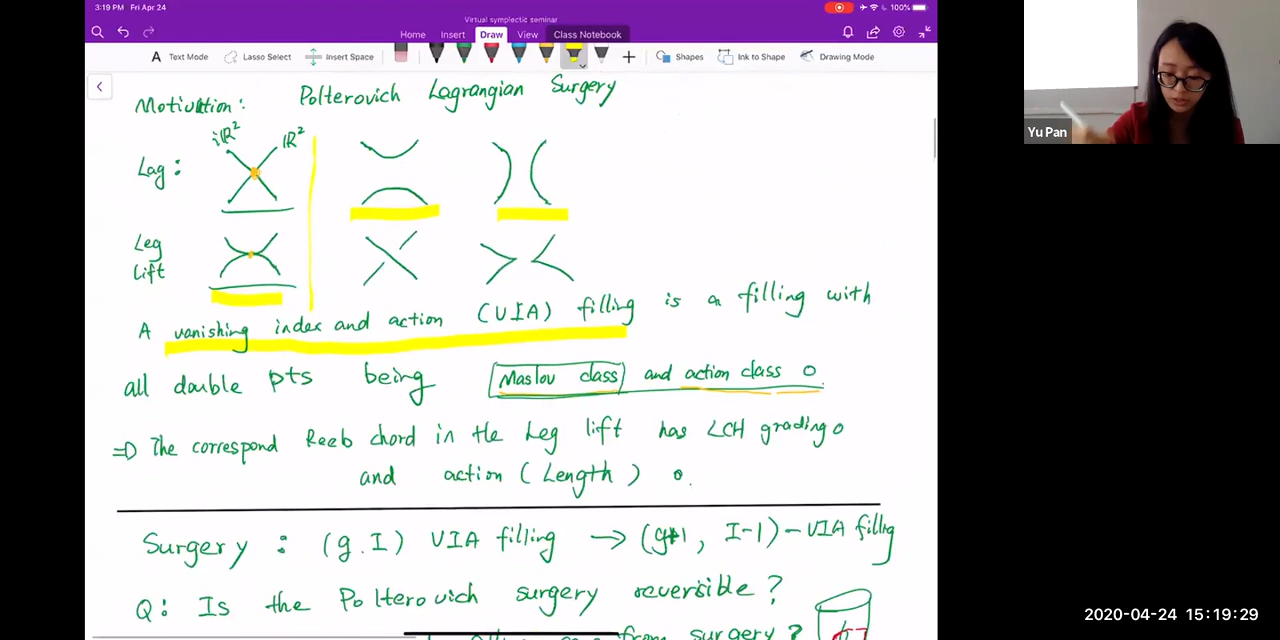 3:19 PM Fri Apr 24
100%
Virtual symplectic seminar
Home Insert Draw View Class Notebook
Text Mode Lasso Select Insert Space Shapes Ink to Shape Drawing Mode
Motivation: Polterovich Lagrangian Surgery
iR² R²
Lag:
Leg
lift
A vanishing index and action (VIA) filling is a filling with
all double pts being Maslov class and action class 0.
⇒ The correspond Reeb chord in the Leg lift has LCH grading 0
and action (Length) 0.
Surgery: (g.I) VIA filling → (g+1, I-1)-VIA filling
Q: Is the Polterovich surgery reversible?
from surgery?
Yu Pan
2020-04-24 15:19:29